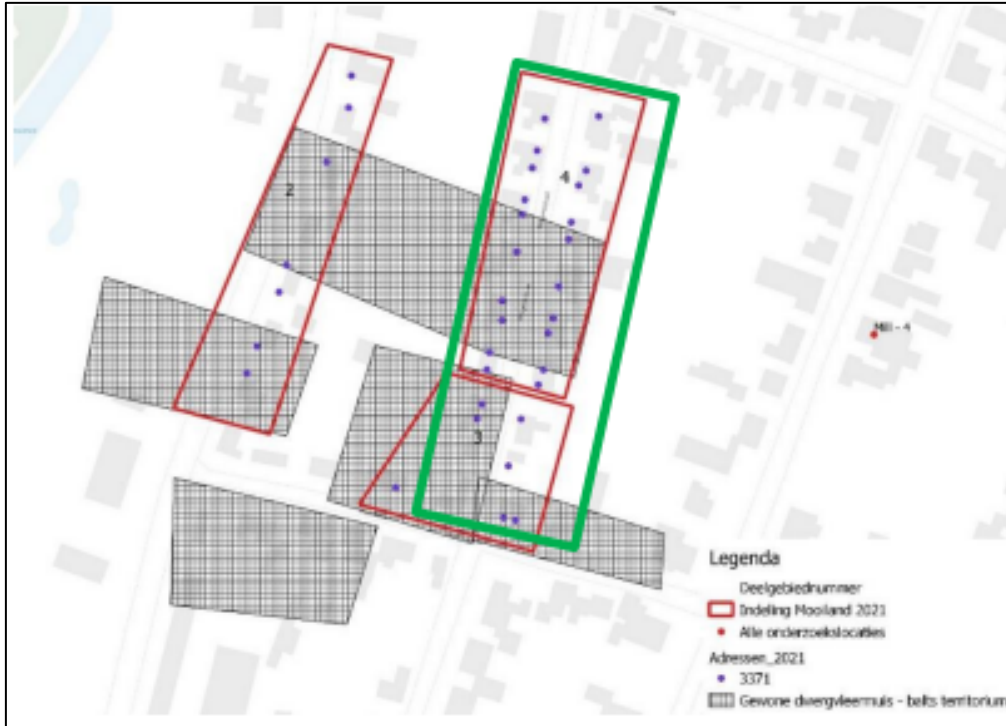 4
2
Mill - 4
3
Legenda
Deelgebiednummer
Indeling Mooiland 2021
Alle onderzoekslocaties
Adressen_2021
3371
Gewone dwergvleermuis - balts territorium